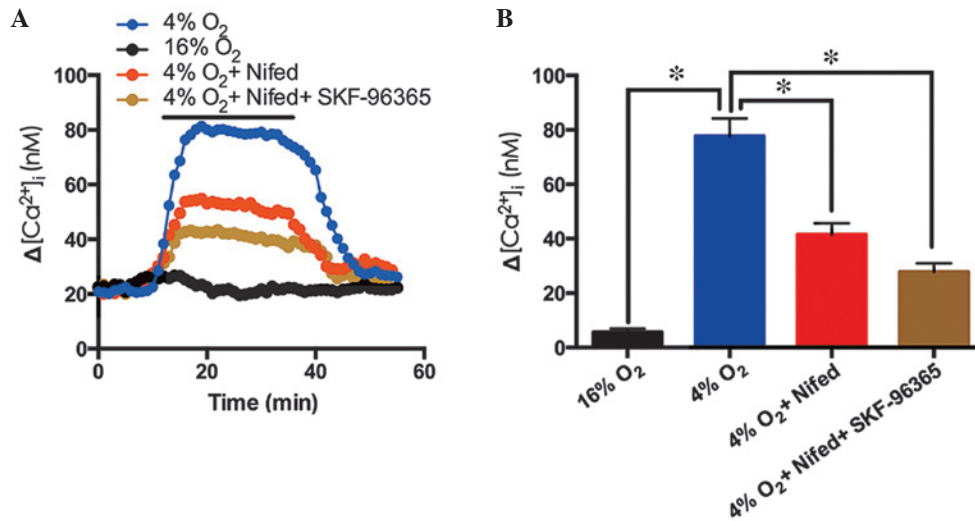 A
4% O₂
16% O₂
4% O₂+ Nifed
4% O₂+ Nifed+ SKF-96365
Δ[Ca²⁺]ᵢ (nM)
100
80
60
40
20
0
0
20
40
60
Time (min)
B
Δ[Ca²⁺]ᵢ (nM)
100
80
60
40
20
0
*
*
*
16% O₂
4% O₂
4% O₂+ Nifed
4% O₂+ Nifed+ SKF-96365